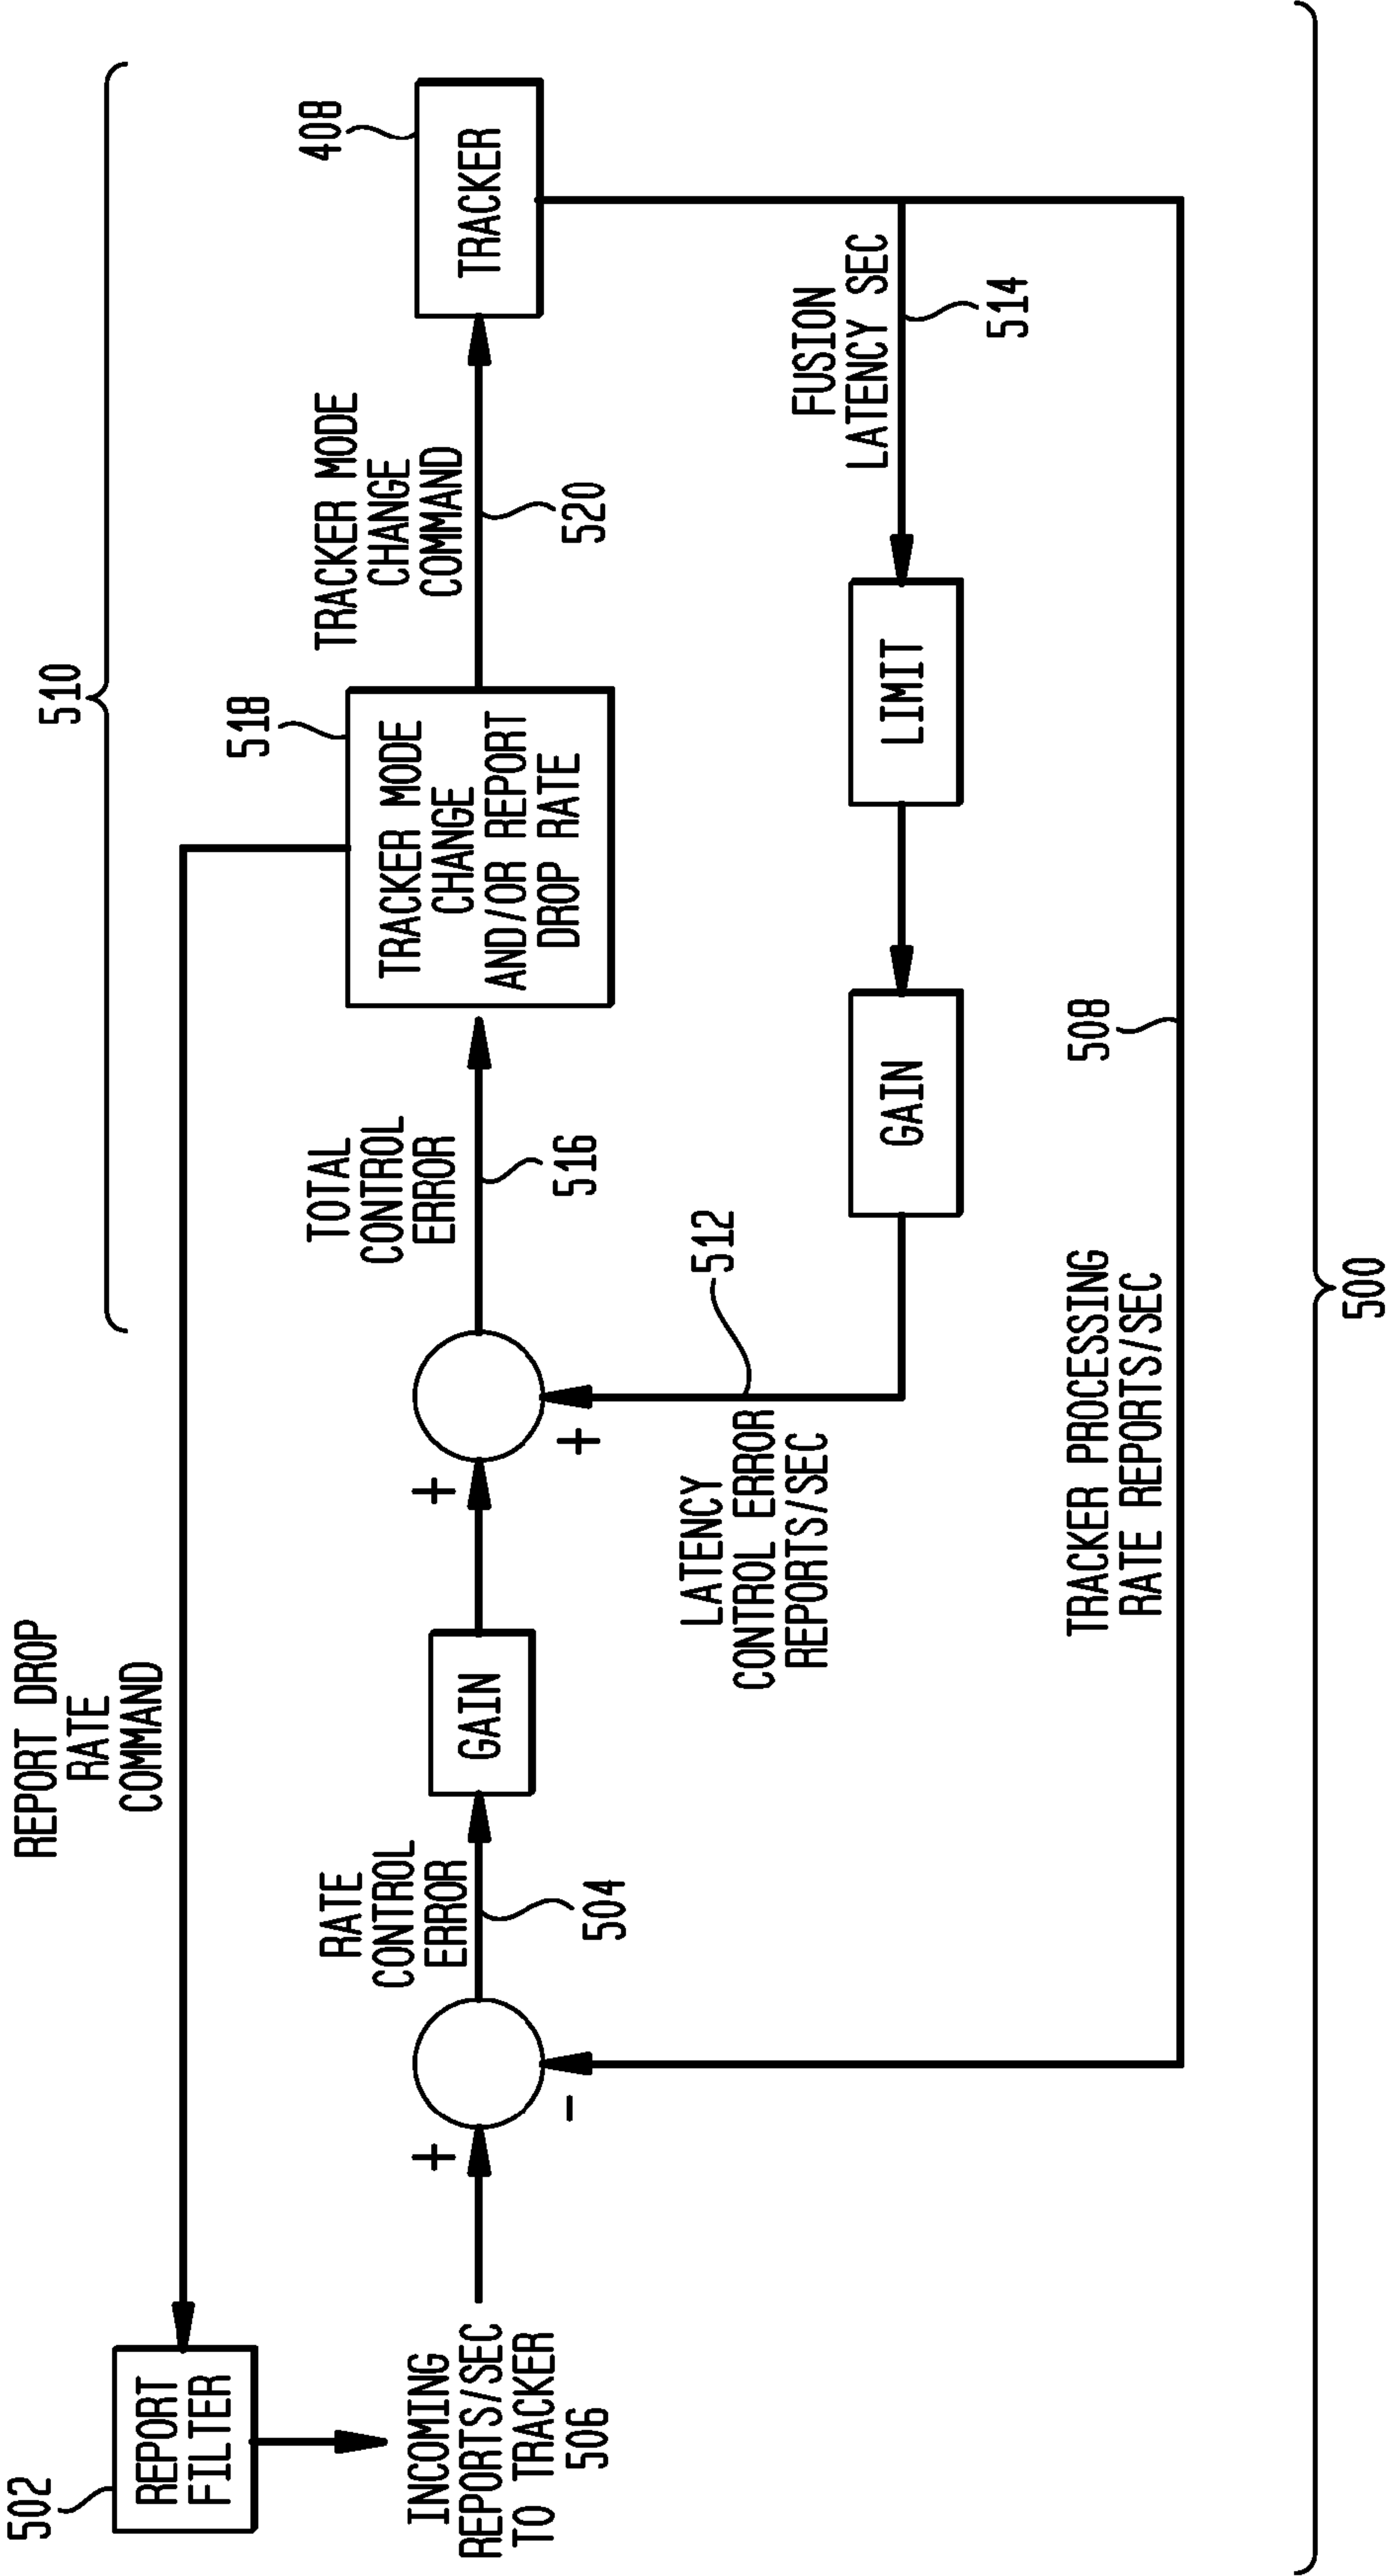 510
REPORT DROP
RATE
COMMAND
502
REPORT
FILTER
518
TRACKER MODE
CHANGE
AND/OR REPORT
DROP RATE
408
TRACKER
TRACKER MODE
CHANGE
COMMAND
520
TOTAL
CONTROL
ERROR
516
GAIN
RATE
CONTROL
ERROR
504
+
-
+
+
INCOMING
REPORTS/SEC
TO TRACKER
506
LATENCY
CONTROL ERROR
REPORTS/SEC
512
GAIN
LIMIT
FUSION
LATENCY SEC
514
TRACKER PROCESSING
RATE REPORTS/SEC
508
500